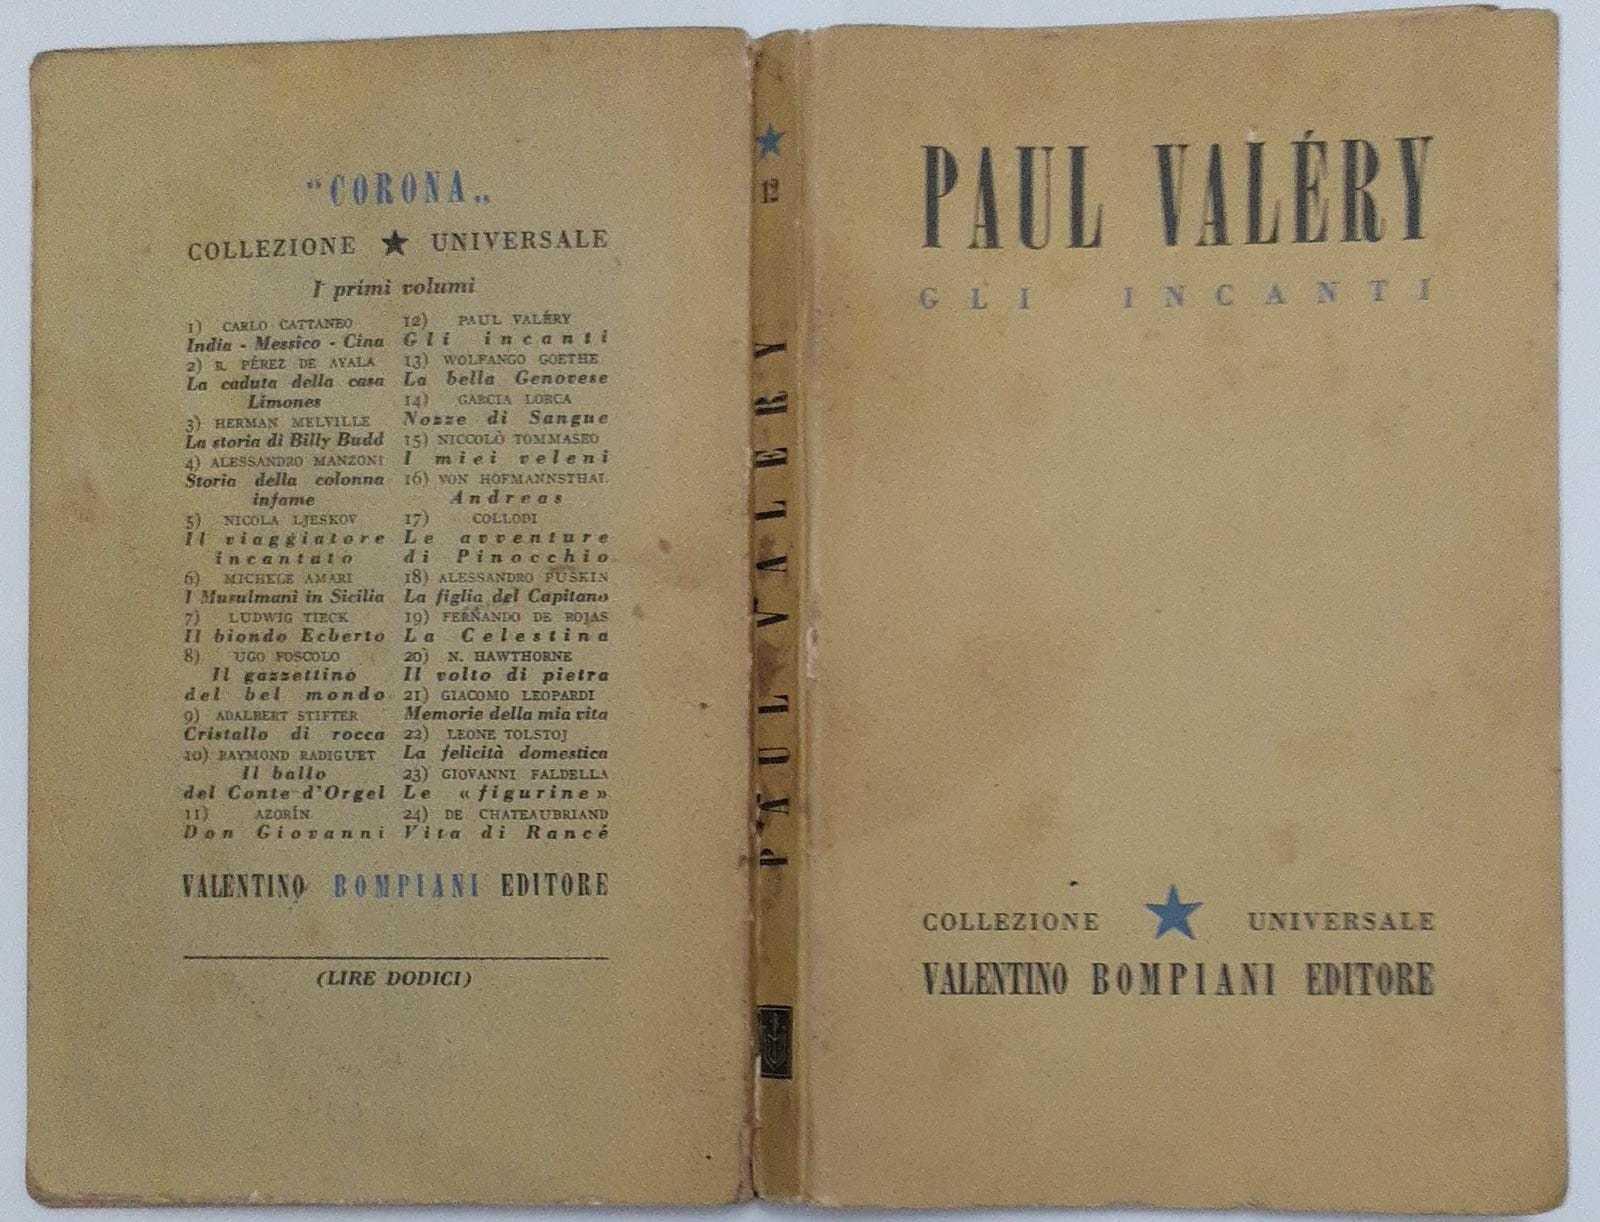 "CORONA"
COLLEZIONE ★ UNIVERSALE
I primi volumi
1) CARLO CATTANEO
India - Messico - Cina
2) R. PÉREZ DE AYALA
La caduta della casa
Limones
3) HERMAN MELVILLE
La storia di Billy Budd
4) ALESSANDRO MANZONI
Storia della colonna
infame
5) NICOLA LJESKOV
Il viaggiatore
incantato
6) MICHELE AMARI
I Musulmani in Sicilia
7) LUDWIG TIECK
Il biondo Ecberto
8) UGO FOSCOLO
Il gazzettino
del bel mondo
9) ADALBERT STIFTER
Cristallo di rocca
10) RAYMOND RADIGUET
Il ballo
del Conte d'Orgel
11) AZORÍN
Don Giovanni
12) PAUL VALÉRY
Gli incanti
13) WOLFANGO GOETHE
La bella Genovese
14) GARCIA LORCA
Nozze di Sangue
15) NICCOLÒ TOMMASEO
I miei veleni
16) VON HOFMANNSTHAL
Andreas
17) COLLODI
Le avventure
di Pinocchio
18) ALESSANDRO PUSKIN
La figlia del Capitano
19) FERNANDO DE ROJAS
La Celestina
20) N. HAWTHORNE
Il volto di pietra
21) GIACOMO LEOPARDI
Memorie della mia vita
22) LEONE TOLSTOJ
La felicità domestica
23) GIOVANNI FALDELLA
Le «figurine»
24) DE CHATEAUBRIAND
Vita di Rancé
VALENTINO BOMPIANI EDITORE
(LIRE DODICI)
★
12
PAUL VALERY
PAUL VALÉRY
GLI INCANTI
COLLEZIONE ★ UNIVERSALE
VALENTINO BOMPIANI EDITORE